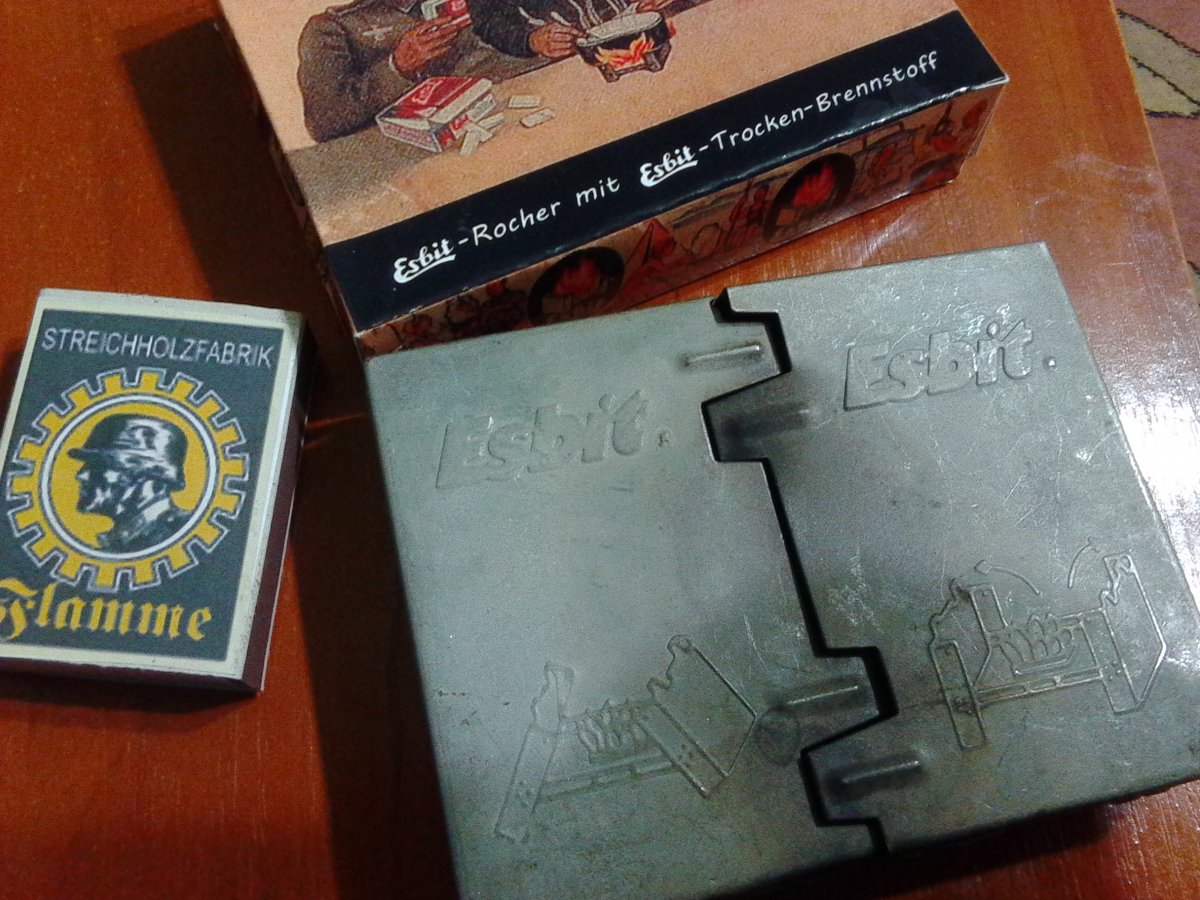 Esbit-Rocher mit Esbit-Trocken-Brennstoff
STREICHHOLZFABRIK
Flamme
Esbit.
Esbit.